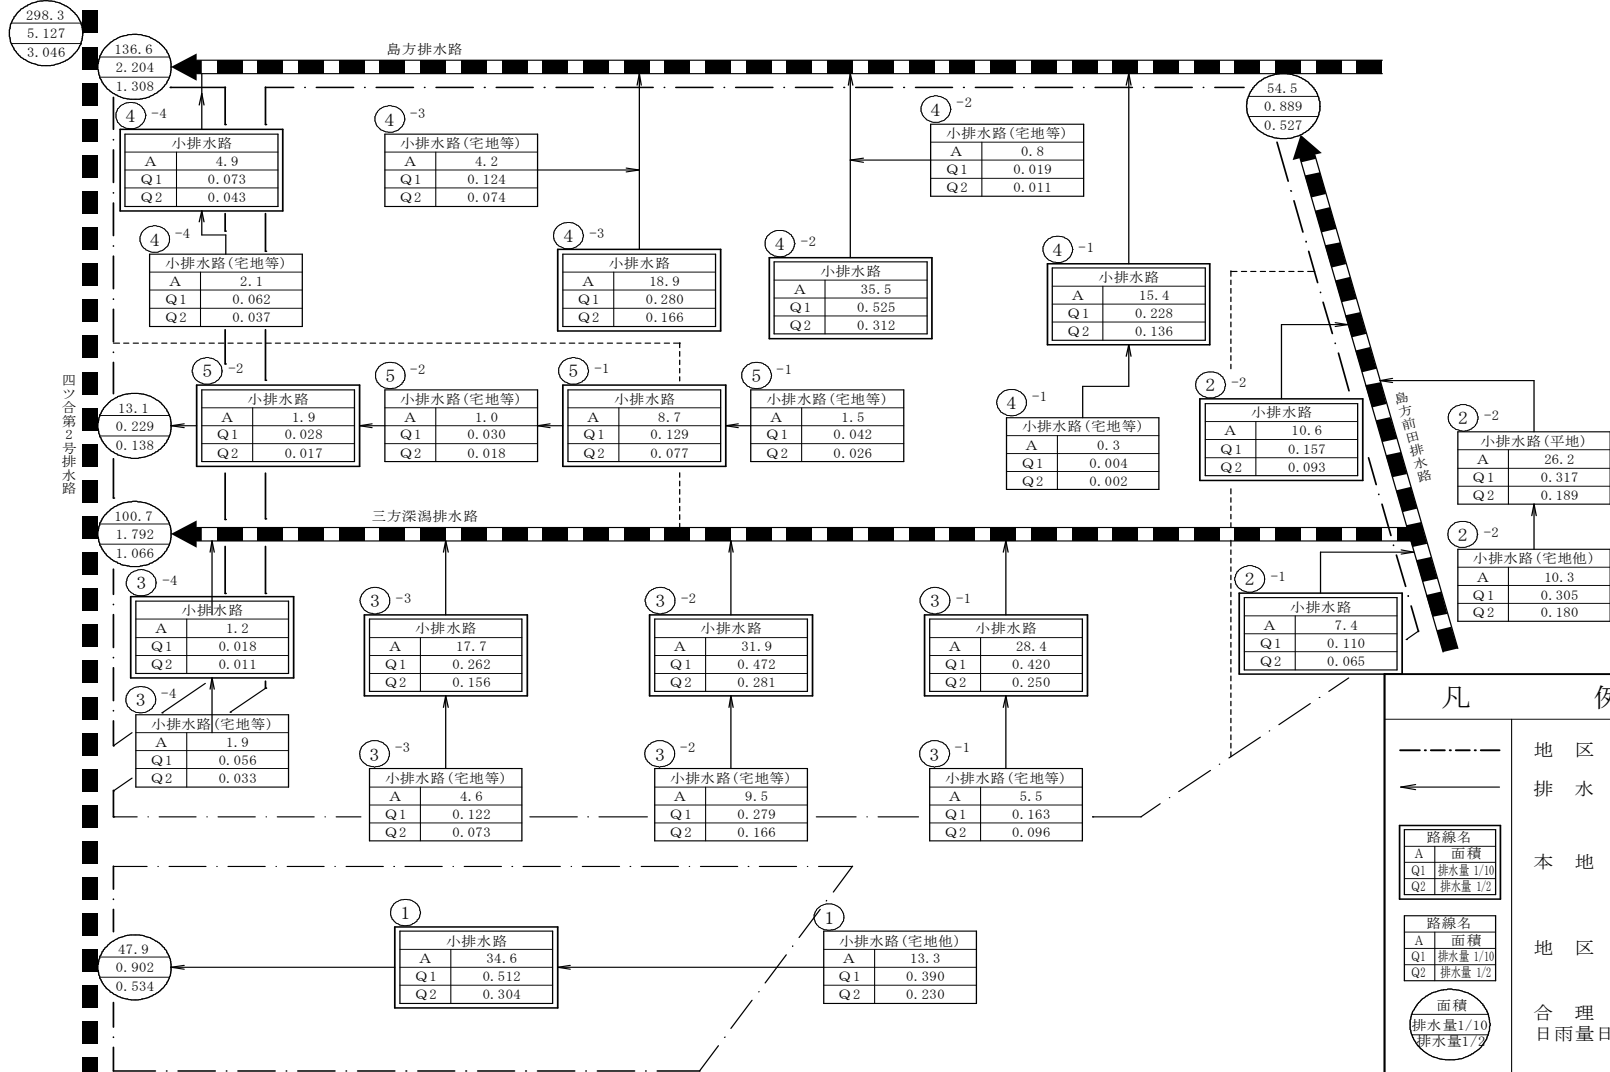 298.3
5.127
3.046
136.6
2.204
1.308
島方排水路
54.5
0.889
0.527
④-4
小排水路
A 4.9
Q1 0.073
Q2 0.043
④-3
小排水路(宅地等)
A 4.2
Q1 0.124
Q2 0.074
④-2
小排水路(宅地等)
A 0.8
Q1 0.019
Q2 0.011
④-4
小排水路(宅地等)
A 2.1
Q1 0.062
Q2 0.037
④-3
小排水路
A 18.9
Q1 0.280
Q2 0.166
④-2
小排水路
A 35.5
Q1 0.525
Q2 0.312
④-1
小排水路
A 15.4
Q1 0.228
Q2 0.136
四ツ合第2号排水路
13.1
0.229
0.138
⑤-2
小排水路
A 1.9
Q1 0.028
Q2 0.017
⑤-2
小排水路(宅地等)
A 1.0
Q1 0.030
Q2 0.018
⑤-1
小排水路
A 8.7
Q1 0.129
Q2 0.077
⑤-1
小排水路(宅地等)
A 1.5
Q1 0.042
Q2 0.026
④-1
小排水路(宅地等)
A 0.3
Q1 0.004
Q2 0.002
②-2
小排水路
A 10.6
Q1 0.157
Q2 0.093
島方前田排水路
②-2
小排水路(平地)
A 26.2
Q1 0.317
Q2 0.189
②-2
小排水路(宅地他)
A 10.3
Q1 0.305
Q2 0.180
100.7
1.792
1.066
三方深潟排水路
③-4
小排水路
A 1.2
Q1 0.018
Q2 0.011
③-3
小排水路
A 17.7
Q1 0.262
Q2 0.156
③-2
小排水路
A 31.9
Q1 0.472
Q2 0.281
③-1
小排水路
A 28.4
Q1 0.420
Q2 0.250
②-1
小排水路
A 7.4
Q1 0.110
Q2 0.065
③-4
小排水路(宅地等)
A 1.9
Q1 0.056
Q2 0.033
③-3
小排水路(宅地等)
A 4.6
Q1 0.122
Q2 0.073
③-2
小排水路(宅地等)
A 9.5
Q1 0.279
Q2 0.166
③-1
小排水路(宅地等)
A 5.5
Q1 0.163
Q2 0.096
47.9
0.902
0.534
①
小排水路
A 34.6
Q1 0.512
Q2 0.304
①
小排水路(宅地他)
A 13.3
Q1 0.390
Q2 0.230
凡
地区
排水
路線名
A 面積
Q1 排水量 1/10
Q2 排水量 1/2
本地
路線名
A 面積
Q1 排水量 1/10
Q2 排水量 1/2
地区
面積
排水量1/10
排水量1/2
合理
日雨量日